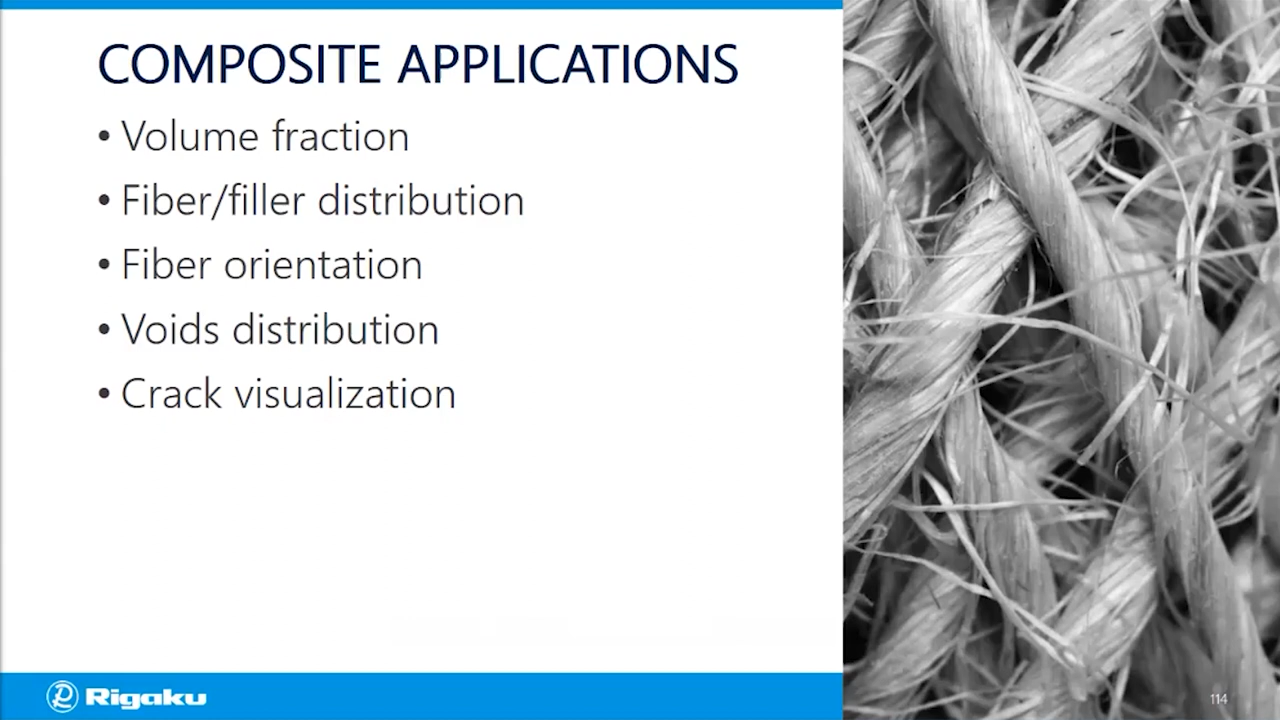 COMPOSITE APPLICATIONS
• Volume fraction
• Fiber/filler distribution
• Fiber orientation
• Voids distribution
• Crack visualization
Rigaku
114